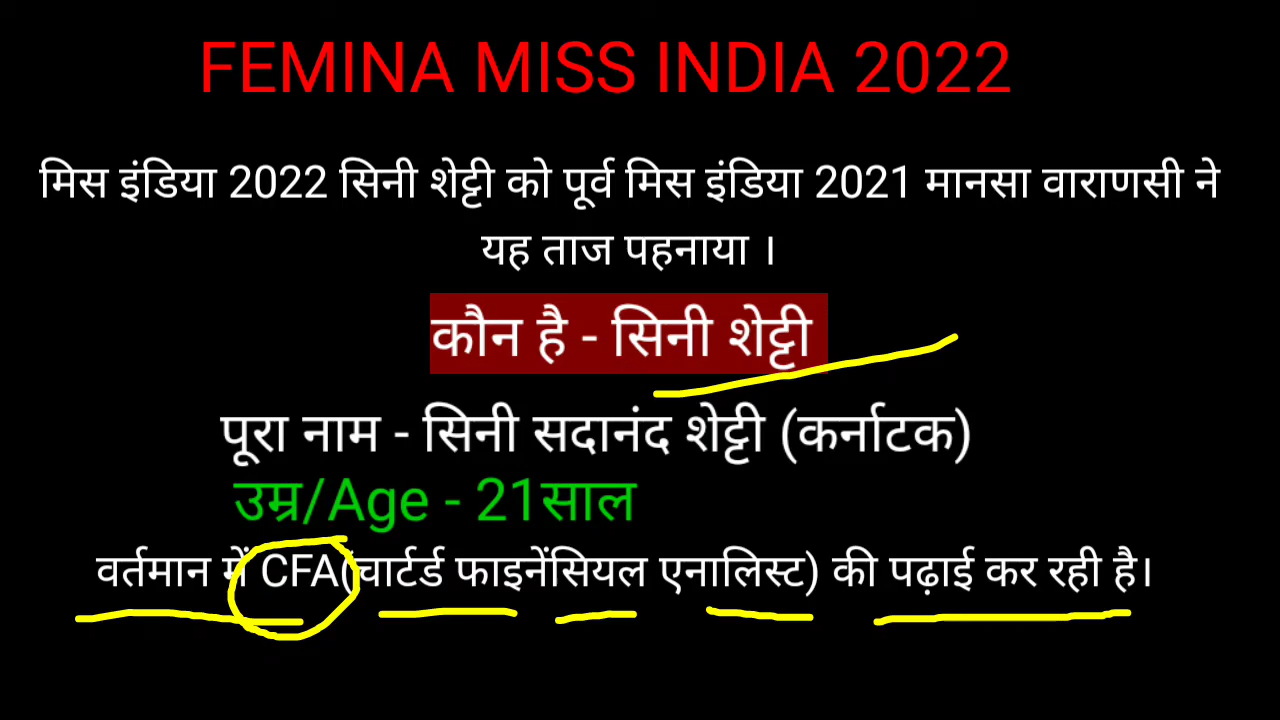 FEMINA MISS INDIA 2022
मिस इंडिया 2022 सिनी शेट्टी को पूर्व मिस इंडिया 2021 मानसा वाराणसी ने
यह ताज पहनाया ।
कौन है - सिनी शेट्टी
पूरा नाम - सिनी सदानंद शेट्टी (कर्नाटक)
उम्र/Age - 21साल
वर्तमान में CFA(चार्टर्ड फाइनेंसियल एनालिस्ट) की पढ़ाई कर रही है।